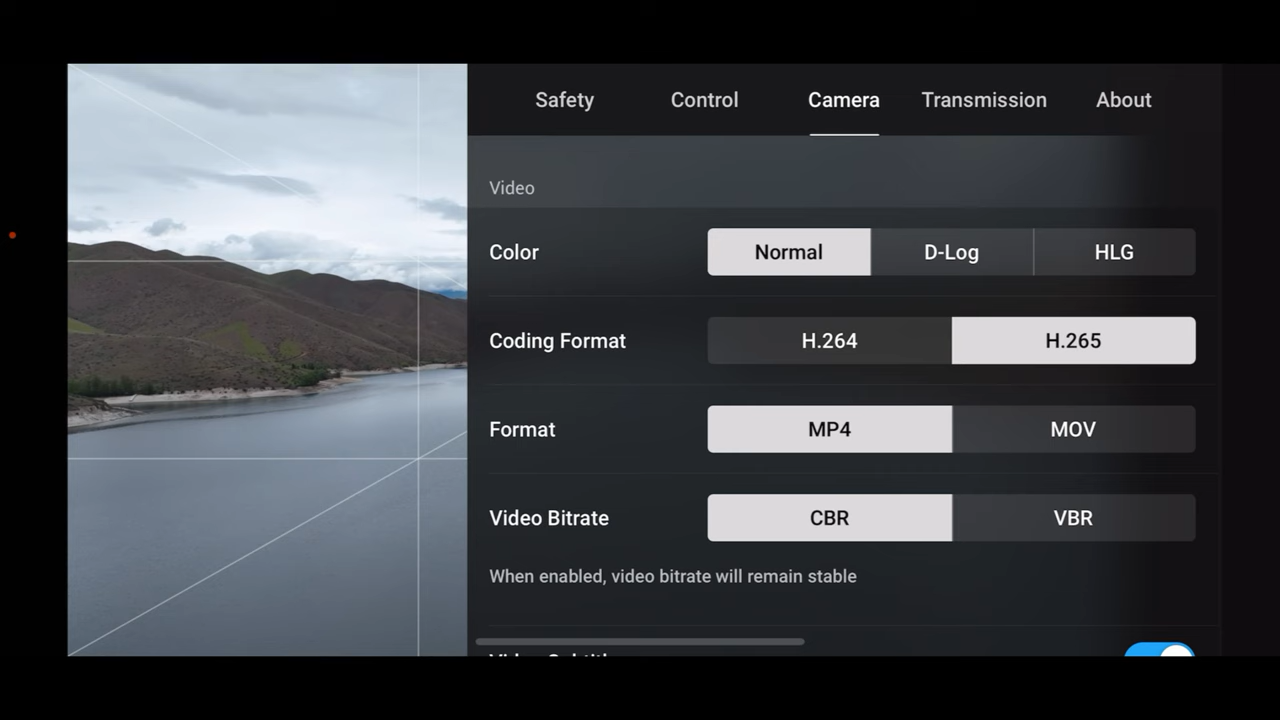 Safety Control Camera Transmission About
Video
Color Normal D-Log HLG
Coding Format H.264 H.265
Format MP4 MOV
Video Bitrate CBR VBR
When enabled, video bitrate will remain stable